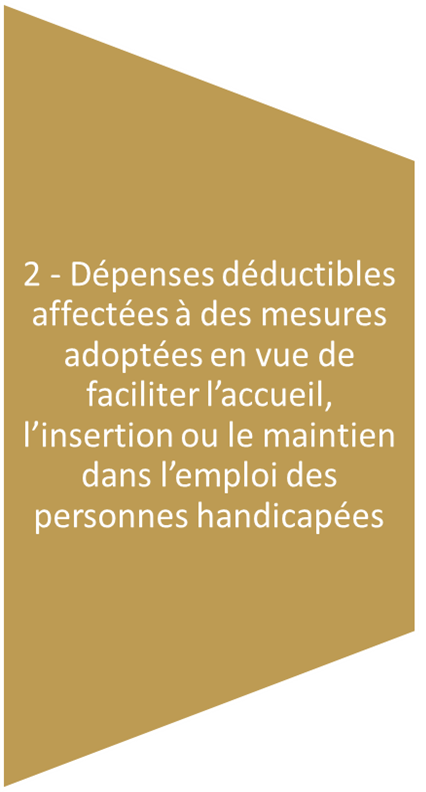 2 - Dépenses déductibles
affectées à des mesures
adoptées en vue de
faciliter l’accueil,
l’insertion ou le maintien
dans l’emploi des
personnes handicapées